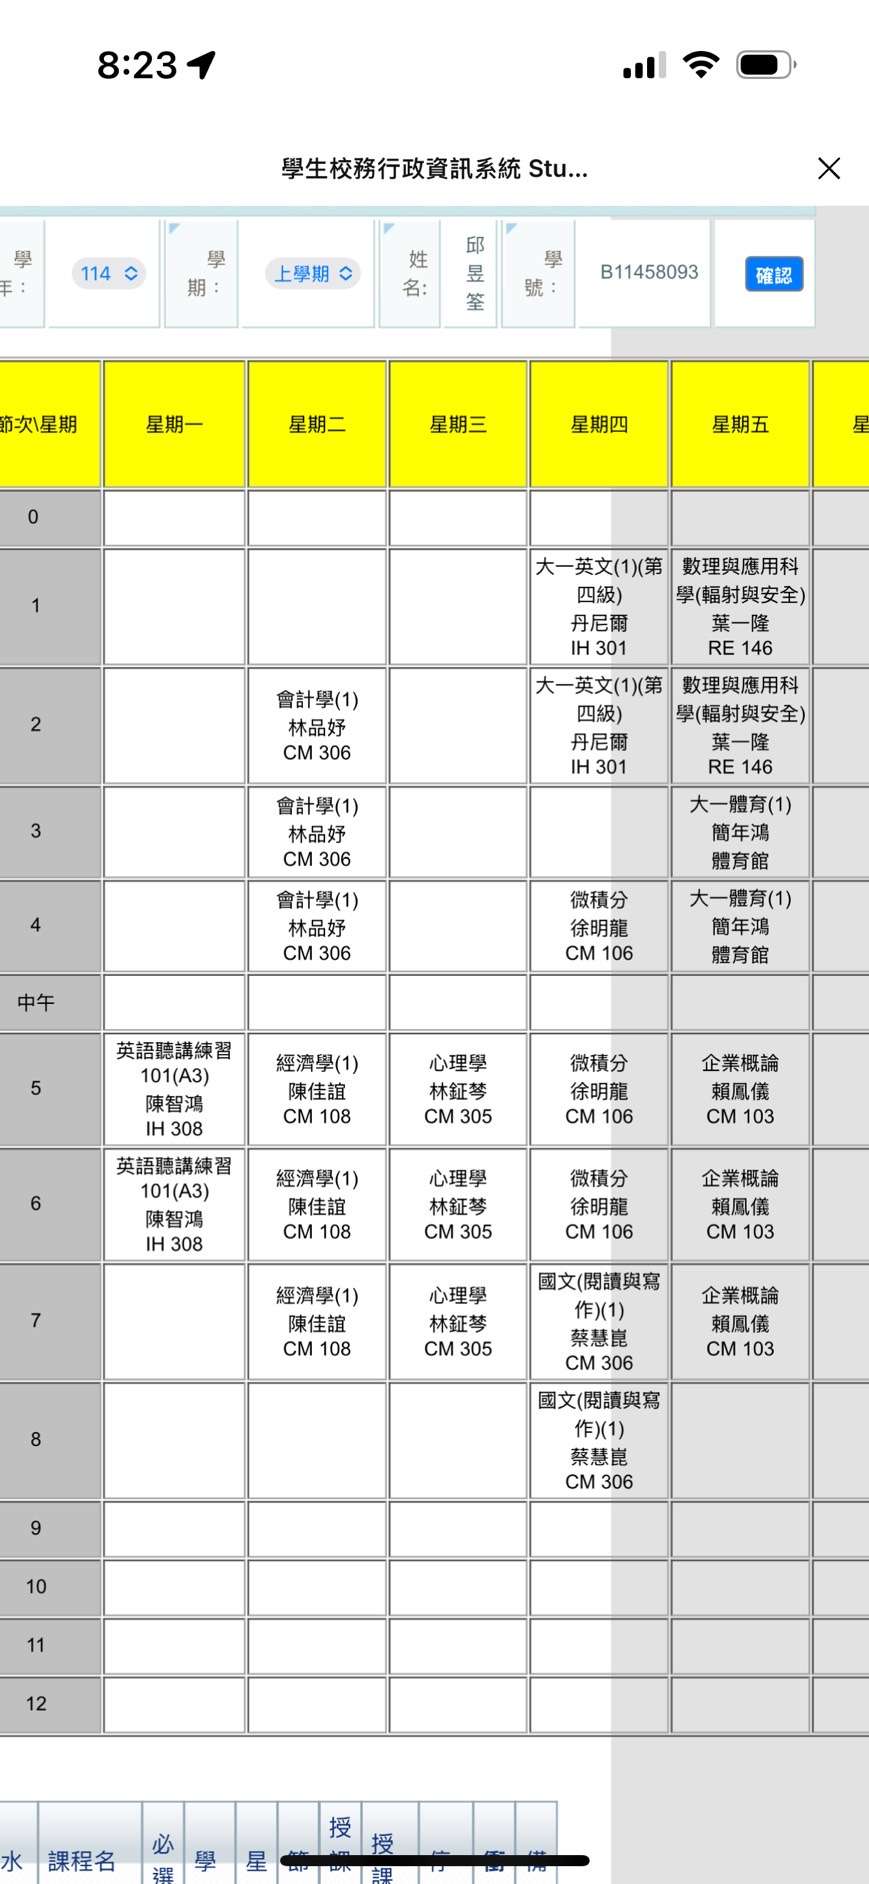 8:23
學生校務行政資訊系統 Stu...
學
年：
114
學
期：
上學期
姓
名:
邱
昱
筌
學
號：
B11458093
確認
節次\星期 星期一 星期二 星期三 星期四 星期五 星
0
1
大一英文(1)(第
四級)
丹尼爾
IH 301
數理與應用科
學(輻射與安全)
葉一隆
RE 146
2
會計學(1)
林品妤
CM 306
大一英文(1)(第
四級)
丹尼爾
IH 301
數理與應用科
學(輻射與安全)
葉一隆
RE 146
3
會計學(1)
林品妤
CM 306
大一體育(1)
簡年鴻
體育館
4
會計學(1)
林品妤
CM 306
微積分
徐明龍
CM 106
大一體育(1)
簡年鴻
體育館
中午
5
英語聽講練習
101(A3)
陳智鴻
IH 308
經濟學(1)
陳佳誼
CM 108
心理學
林鉦棽
CM 305
微積分
徐明龍
CM 106
企業概論
賴鳳儀
CM 103
6
英語聽講練習
101(A3)
陳智鴻
IH 308
經濟學(1)
陳佳誼
CM 108
心理學
林鉦棽
CM 305
微積分
徐明龍
CM 106
企業概論
賴鳳儀
CM 103
7
經濟學(1)
陳佳誼
CM 108
心理學
林鉦棽
CM 305
國文(閱讀與寫
作)(1)
蔡慧崑
CM 306
企業概論
賴鳳儀
CM 103
8
國文(閱讀與寫
作)(1)
蔡慧崑
CM 306
9
10
11
12
水
課程名
必
選
學
星
節
授
課
授
課
停
衝
備